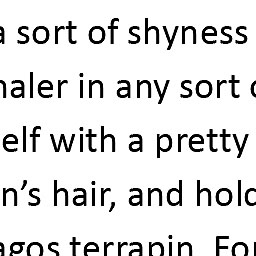 a sort of shyness
haler in any sort o
elf with a pretty
n’s hair, and hold
agos terrapin. For